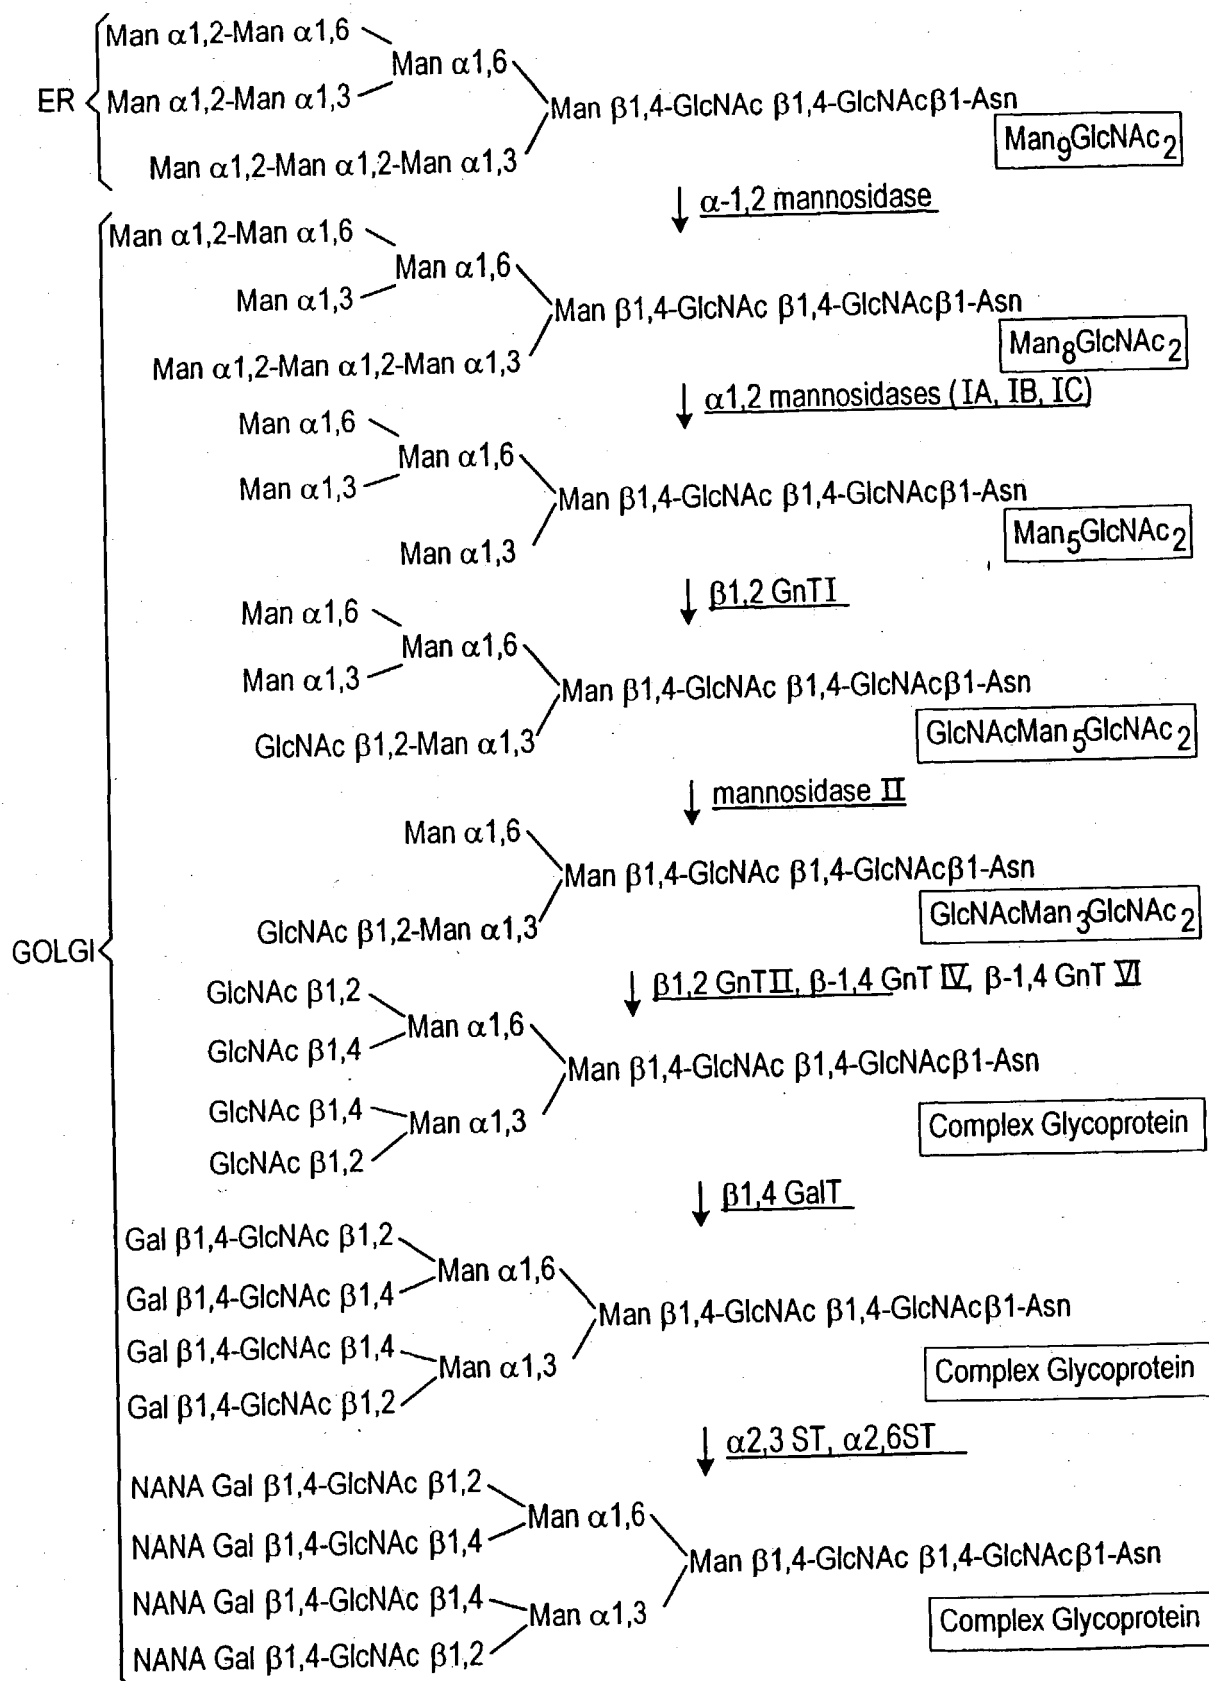 Man α1,2-Man α1,6
Man α1,6
ER
Man α1,2-Man α1,3
Man β1,4-GlcNAc β1,4-GlcNAcβ1-Asn
Man9GlcNAc2
Man α1,2-Man α1,2-Man α1,3
α-1,2 mannosidase
Man α1,2-Man α1,6
Man α1,6
Man α1,3
Man β1,4-GlcNAc β1,4-GlcNAcβ1-Asn
Man8GlcNAc2
Man α1,2-Man α1,2-Man α1,3
α1,2 mannosidases (IA, IB, IC)
Man α1,6
Man α1,6
Man α1,3
Man β1,4-GlcNAc β1,4-GlcNAcβ1-Asn
Man5GlcNAc2
Man α1,3
β1,2 GnTI
Man α1,6
Man α1,6
Man α1,3
Man β1,4-GlcNAc β1,4-GlcNAcβ1-Asn
GlcNAcMan5GlcNAc2
GlcNAc β1,2-Man α1,3
mannosidase II
Man α1,6
Man β1,4-GlcNAc β1,4-GlcNAcβ1-Asn
GlcNAcMan3GlcNAc2
GlcNAc β1,2-Man α1,3
GOLGI
β1,2 GnTII, β-1,4 GnT IV, β-1,4 GnT VI
GlcNAc β1,2
Man α1,6
GlcNAc β1,4
Man β1,4-GlcNAc β1,4-GlcNAcβ1-Asn
GlcNAc β1,4
Man α1,3
Complex Glycoprotein
GlcNAc β1,2
β1,4 GalT
Gal β1,4-GlcNAc β1,2
Man α1,6
Gal β1,4-GlcNAc β1,4
Man β1,4-GlcNAc β1,4-GlcNAcβ1-Asn
Gal β1,4-GlcNAc β1,4
Man α1,3
Complex Glycoprotein
Gal β1,4-GlcNAc β1,2
α2,3 ST, α2,6ST
NANA Gal β1,4-GlcNAc β1,2
Man α1,6
NANA Gal β1,4-GlcNAc β1,4
Man β1,4-GlcNAc β1,4-GlcNAcβ1-Asn
NANA Gal β1,4-GlcNAc β1,4
Man α1,3
Complex Glycoprotein
NANA Gal β1,4-GlcNAc β1,2